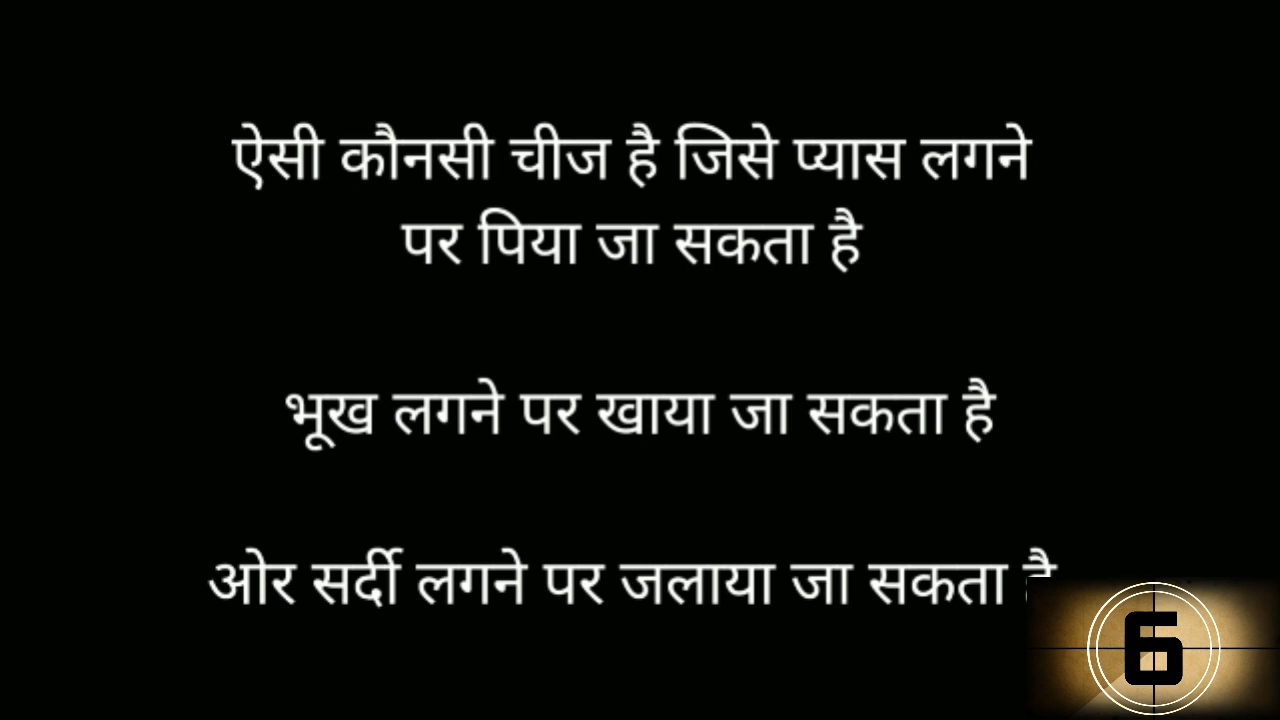 ऐसी कौनसी चीज है जिसे प्यास लगने
पर पिया जा सकता है
भूख लगने पर खाया जा सकता है
ओर सर्दी लगने पर जलाया जा सकता है
6